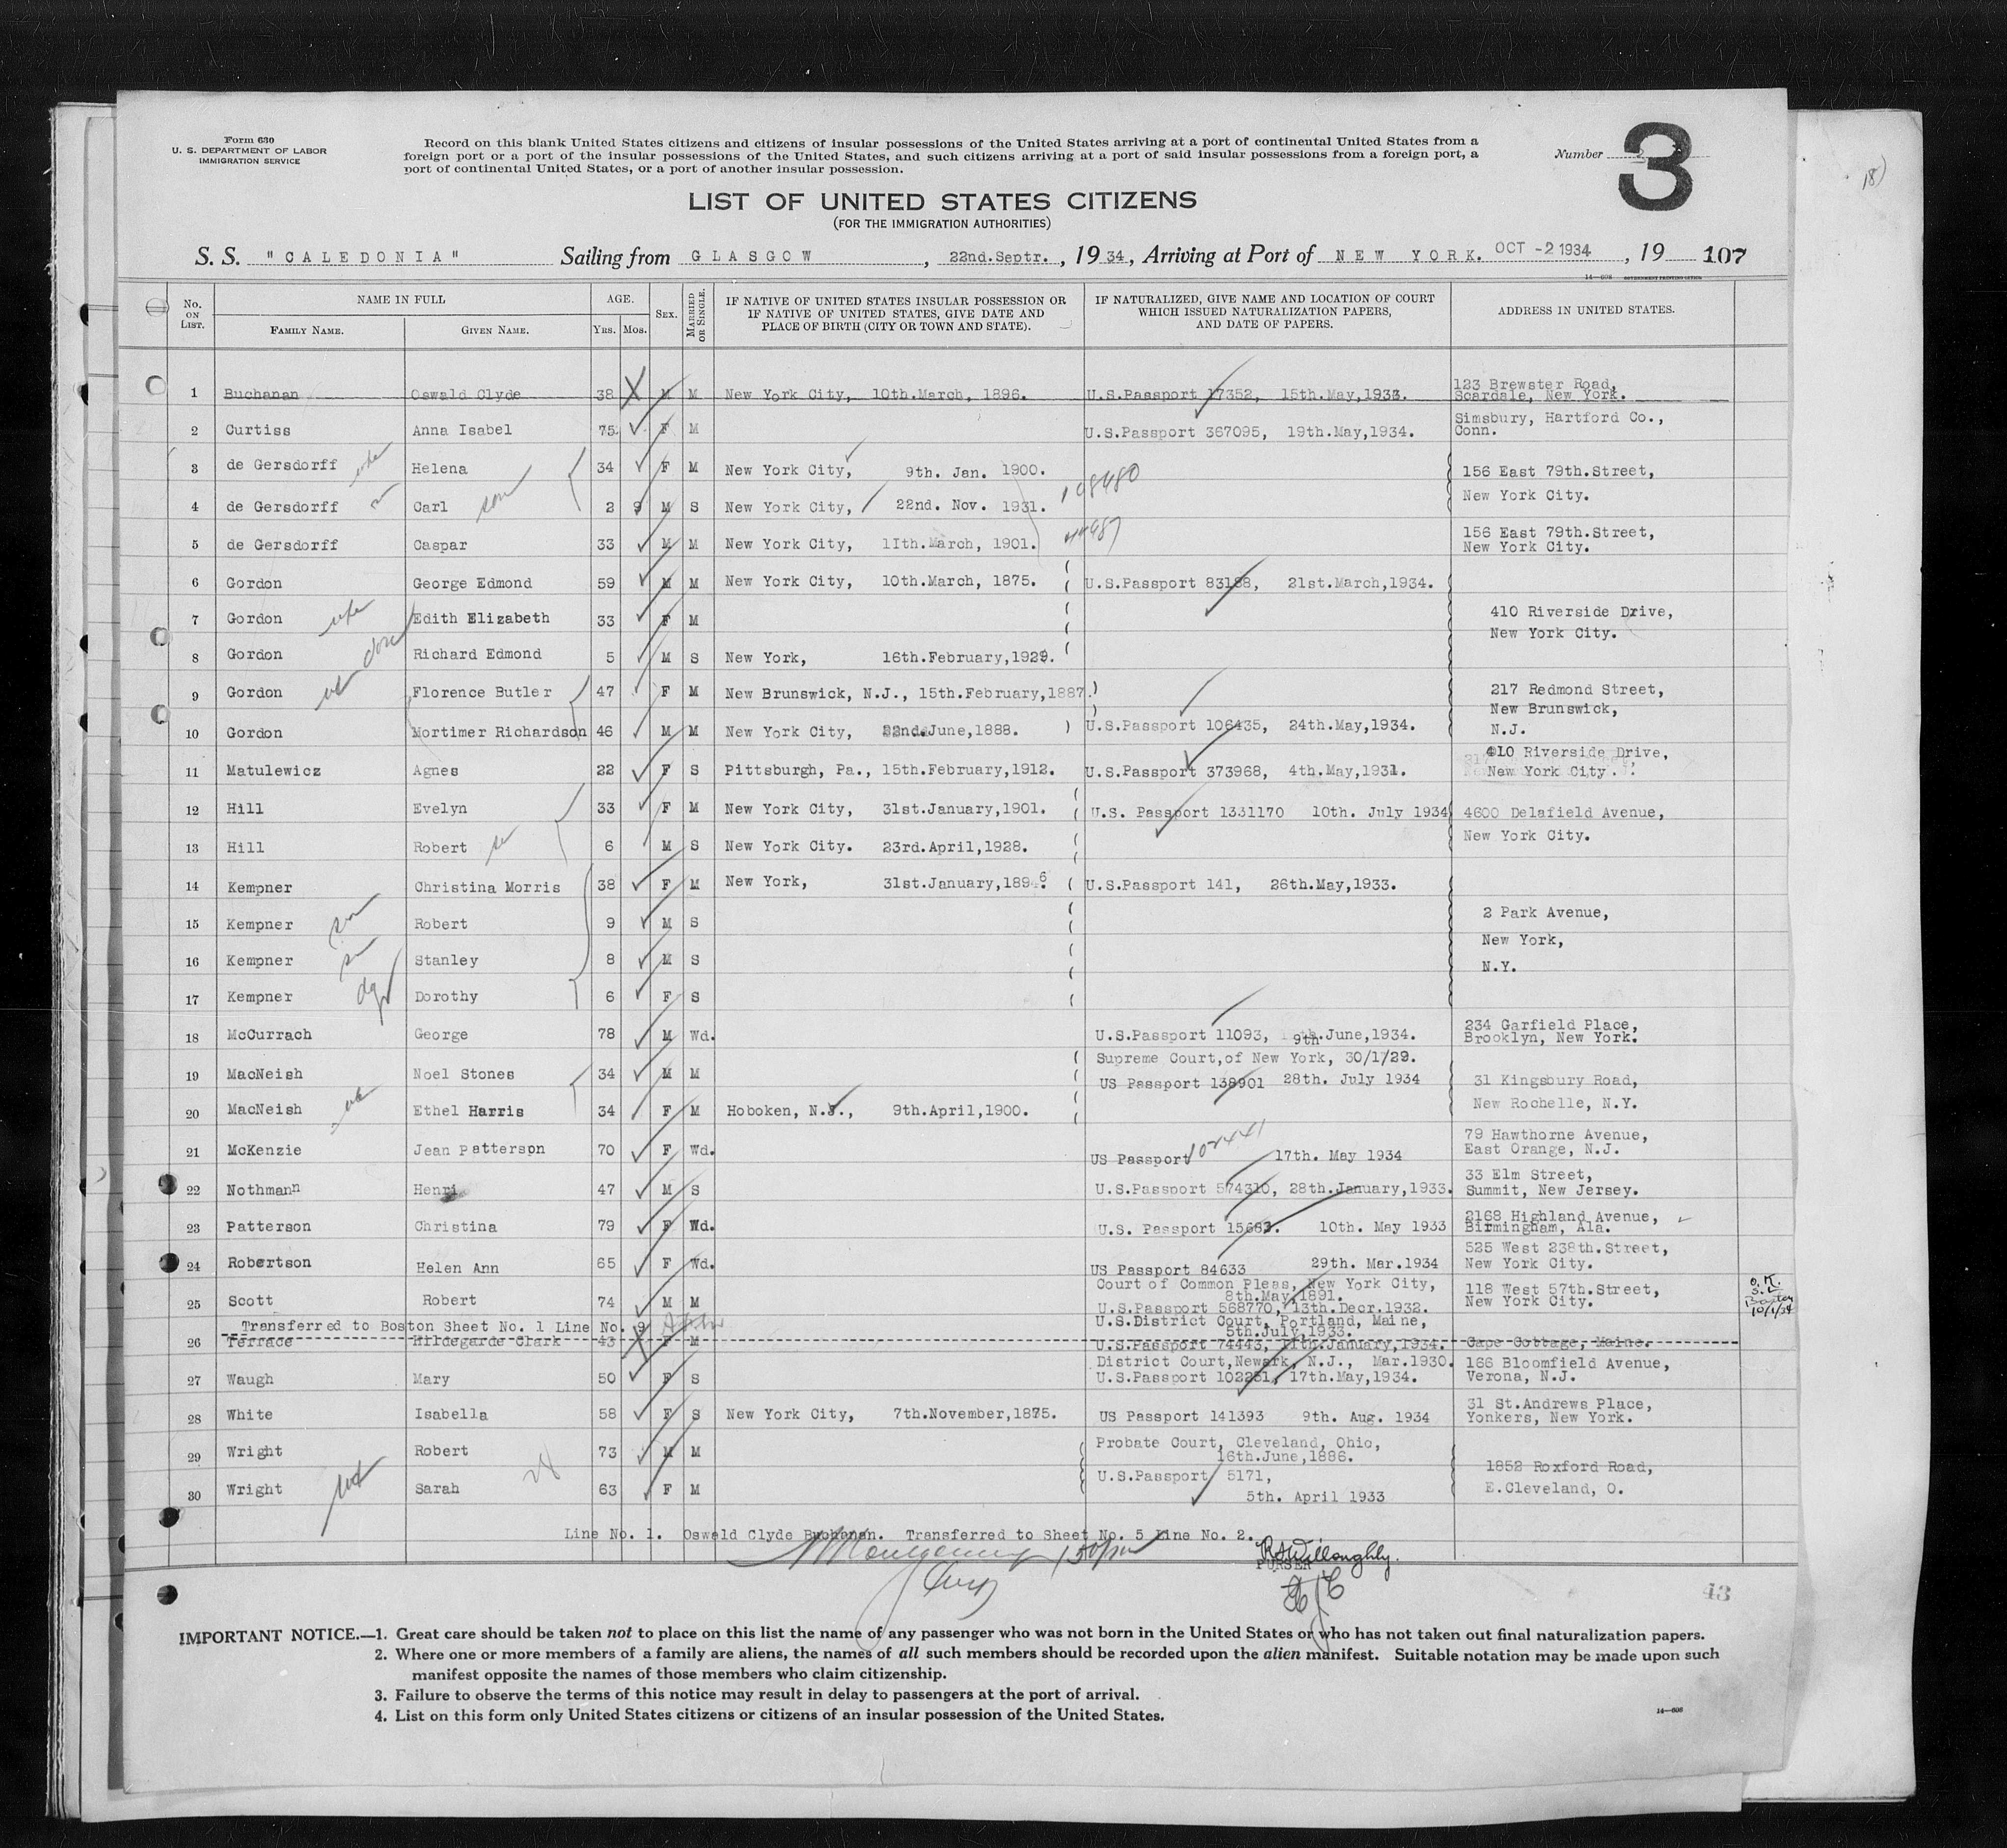 Form 630
U. S. DEPARTMENT OF LABOR
IMMIGRATION SERVICE
Record on this blank United States citizens and citizens of insular possessions of the United States arriving at a port of continental United States from a
foreign port or a port of the insular possessions of the United States, and such citizens arriving at a port of said insular possessions from a foreign port, a
port of continental United States, or a port of another insular possession.
Number 3
18)
LIST OF UNITED STATES CITIZENS
(FOR THE IMMIGRATION AUTHORITIES)
S. S. "CALEDONIA" Sailing from GLASGOW, 22nd.Septr., 1934, Arriving at Port of NEW YORK. OCT -2 1934, 19 107
14-608 GOVERNMENT PRINTING OFFICE
No. ON LIST. NAME IN FULL AGE. SEX. MARRIED OR SINGLE. IF NATIVE OF UNITED STATES INSULAR POSSESSION OR IF NATIVE OF UNITED STATES, GIVE DATE AND PLACE OF BIRTH (CITY OR TOWN AND STATE). IF NATURALIZED, GIVE NAME AND LOCATION OF COURT WHICH ISSUED NATURALIZATION PAPERS, AND DATE OF PAPERS. ADDRESS IN UNITED STATES.
FAMILY NAME. GIVEN NAME. YRS. MOS.
1 Buchanan Oswald Clyde 38 M M New York City, 10th.March, 1896. U.S.Passport 17352, 15th.May,1933. 123 Brewster Road, Scardale, New York.
2 Curtiss Anna Isabel 75 F M U.S.Passport 367095, 19th.May,1934. Simsbury, Hartford Co., Conn.
3 de Gersdorff wife Helena 34 F M New York City, 9th. Jan. 1900. 156 East 79th.Street,
4 de Gersdorff Carl son 2 9 M S New York City, 22nd. Nov. 1931. 108480 New York City.
5 de Gersdorff Caspar 33 M M New York City, 11th.March, 1901. 156 East 79th.Street, New York City.
6 Gordon George Edmond 59 M M New York City, 10th.March, 1875. U.S.Passport 83188, 21st.March,1934.
7 Gordon wife Edith Elizabeth 33 F M 410 Riverside Drive, New York City.
8 Gordon son Richard Edmond 5 M S New York, 16th.February,1929.
9 Gordon Florence Butler 47 F M New Brunswick, N.J., 15th.February,1887. 217 Redmond Street, New Brunswick,
10 Gordon Mortimer Richardson 46 M M New York City, 22nd.June,1888. U.S.Passport 106435, 24th.May,1934. N.J.
11 Matulewicz Agnes 22 F S Pittsburgh, Pa., 15th.February,1912. U.S.Passport 373968, 4th.May,1931. 410 Riverside Drive, New York City.
12 Hill Evelyn 33 F M New York City, 31st.January,1901. U.S. Passport 1331170 10th. July 1934 4600 Delafield Avenue,
13 Hill Robert 6 M S New York City. 23rd.April,1928. New York City.
14 Kempner Christina Morris 38 F M New York, 31st.January,1896. U.S.Passport 141, 26th.May,1933.
15 Kempner son Robert 9 M S 2 Park Avenue,
16 Kempner Stanley 8 M S New York, N.Y.
17 Kempner dgr Dorothy 6 F S
18 McCurrach George 78 M Wd. U.S.Passport 11093, 9th.June,1934. 234 Garfield Place, Brooklyn, New York.
Supreme Court,of New York, 30/1/29.
19 MacNeish Noel Stones 34 M M US Passport 138901 28th. July 1934 31 Kingsbury Road,
20 MacNeish Ethel Harris 34 F M Hoboken, N.J., 9th.April,1900. New Rochelle, N.Y.
21 McKenzie Jean Patterson 70 F Wd. US Passport 102441 17th. May 1934 79 Hawthorne Avenue, East Orange, N.J.
22 Nothmann Henri 47 M S U.S.Passport 574310, 28th.January,1933. 33 Elm Street, Summit, New Jersey.
23 Patterson Christina 79 F Wd. U.S. Passport 15683. 10th. May 1933 2168 Highland Avenue, Birmingham, Ala.
24 Robertson Helen Ann 65 F Wd. US Passport 84633 29th. Mar.1934 525 West 238th.Street, New York City.
Court of Common Pleas, New York City, 8th.May,1891.
25 Scott Robert 74 M M U.S.Passport 568770, 13th.Decr.1932. 118 West 57th.Street, New York City. O.K. 10/1/34
Transferred to Boston Sheet No. 1 Line No. 9 U.S.District Court, Portland, Maine, 5th.July,1933.
26 Terrace Hildegarde Clark 43 F M U.S.Passport 74443, 11th.January,1934. Cape Cottage, Maine.
District Court,Newark, N.J., Mar.1930.
27 Waugh Mary 50 F S U.S.Passport 102251, 17th.May,1934. 166 Bloomfield Avenue, Verona, N.J.
28 White Isabella 58 F S New York City, 7th.November,1875. US Passport 141393 9th. Aug. 1934 31 St.Andrews Place, Yonkers, New York.
29 Wright Robert 73 M M Probate Court, Cleveland, Ohio, 16th.June,1886. 1852 Roxford Road,
30 Wright Sarah 63 F M U.S.Passport 5171, 5th. April 1933 E.Cleveland, O.
Line No. 1. Oswald Clyde Buchanan. Transferred to Sheet No. 5 Line No. 2.
Montgomery
R Willoughly.
PURSER
43
IMPORTANT NOTICE.—1. Great care should be taken not to place on this list the name of any passenger who was not born in the United States or who has not taken out final naturalization papers.
2. Where one or more members of a family are aliens, the names of all such members should be recorded upon the alien manifest. Suitable notation may be made upon such
manifest opposite the names of those members who claim citizenship.
3. Failure to observe the terms of this notice may result in delay to passengers at the port of arrival.
4. List on this form only United States citizens or citizens of an insular possession of the United States.
14-608